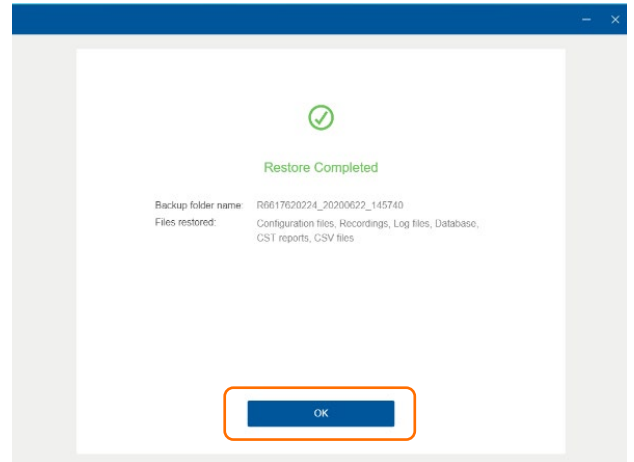 Restore Completed
Backup folder name: R6617620224_20200622_145740
Files restored: Configuration files, Recordings, Log files, Database,
CST reports, CSV files
OK